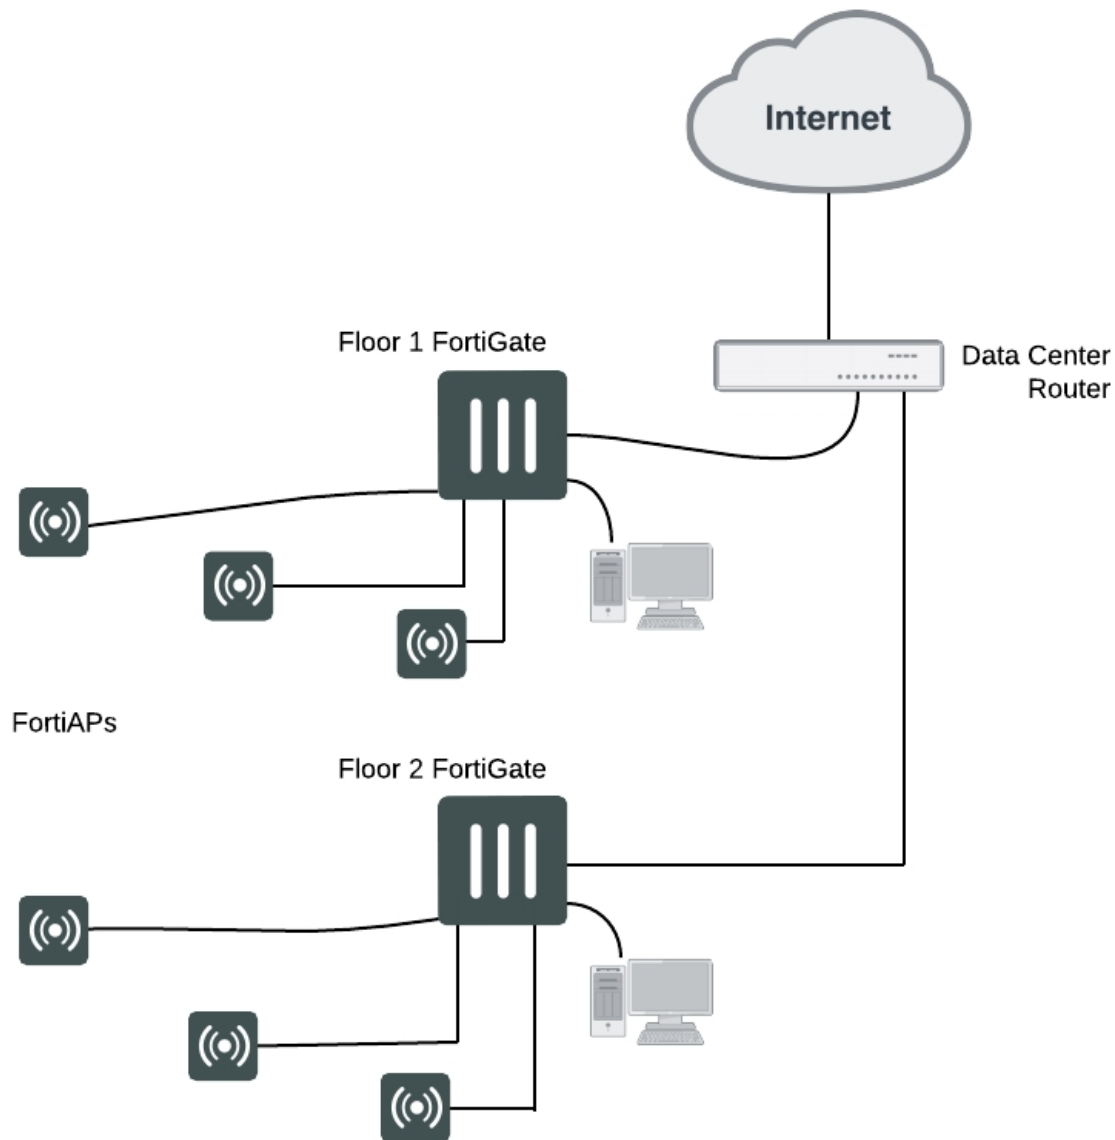 Internet
Floor 1 FortiGate
Data Center
Router
FortiAPs
Floor 2 FortiGate